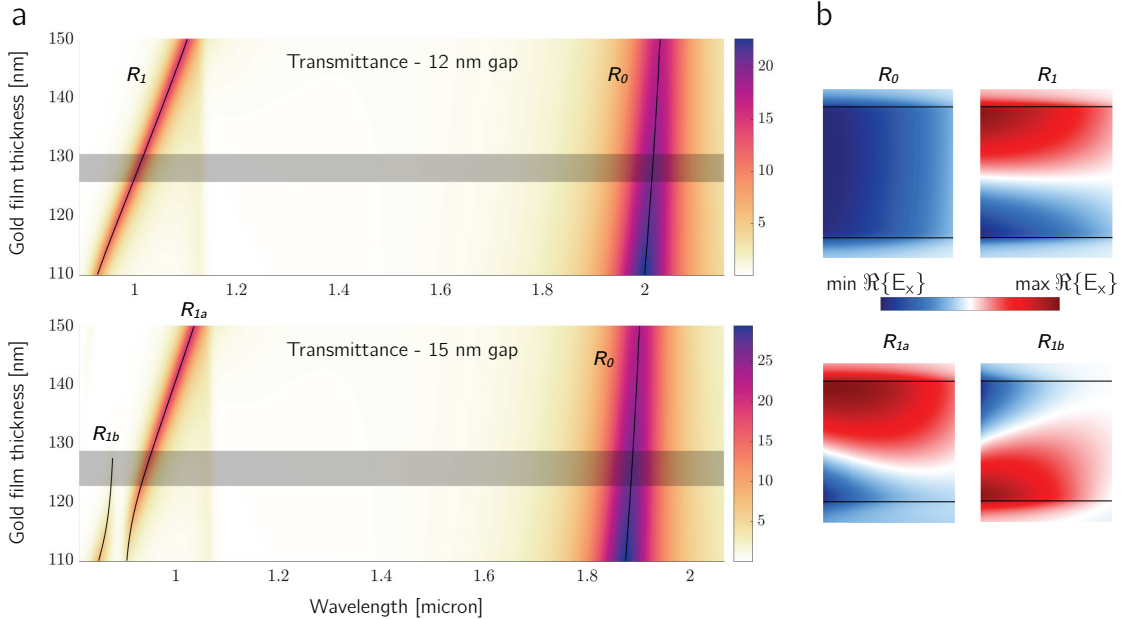 a
Gold film thickness [nm]
150
140
130
120
110
Transmittance - 12 nm gap
R1
R0
1
1.2
1.4
1.6
1.8
2
20
15
10
5
Gold film thickness [nm]
150
140
130
120
110
R1a
Transmittance - 15 nm gap
R0
R1b
1
1.2
1.4
1.6
1.8
2
Wavelength [micron]
25
20
15
10
5
b
R0
R1
min ℜ{Ex}
max ℜ{Ex}
R1a
R1b